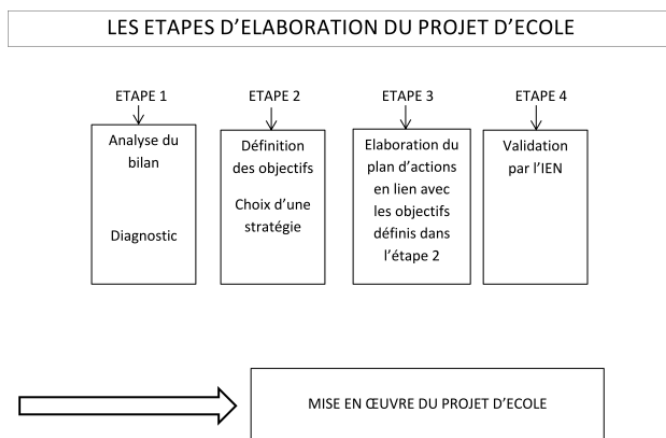 LES ETAPES D’ELABORATION DU PROJET D’ECOLE
ETAPE 1
Analyse du
bilan
Diagnostic
ETAPE 2
Définition
des objectifs
Choix d’une
stratégie
ETAPE 3
Elaboration du
plan d’actions
en lien avec
les objectifs
définis dans
l’étape 2
ETAPE 4
Validation
par l’IEN
MISE EN ŒUVRE DU PROJET D’ECOLE